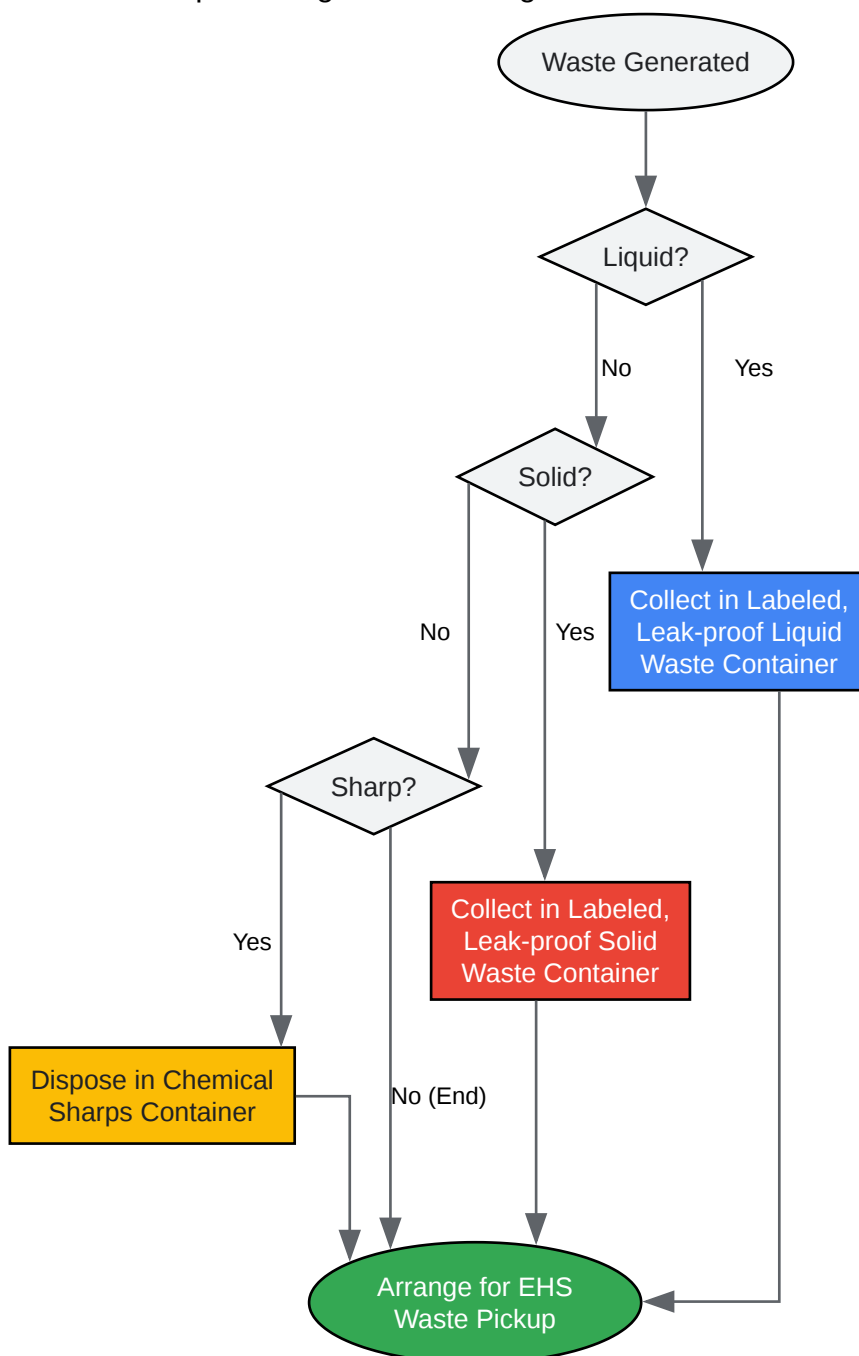 Waste Generated
Liquid?
No
Yes
Solid?
No
Yes
Collect in Labeled,
Leak-proof Liquid
Waste Container
Sharp?
Yes
Collect in Labeled,
Leak-proof Solid
Waste Container
Dispose in Chemical
Sharps Container
No (End)
Arrange for EHS
Waste Pickup